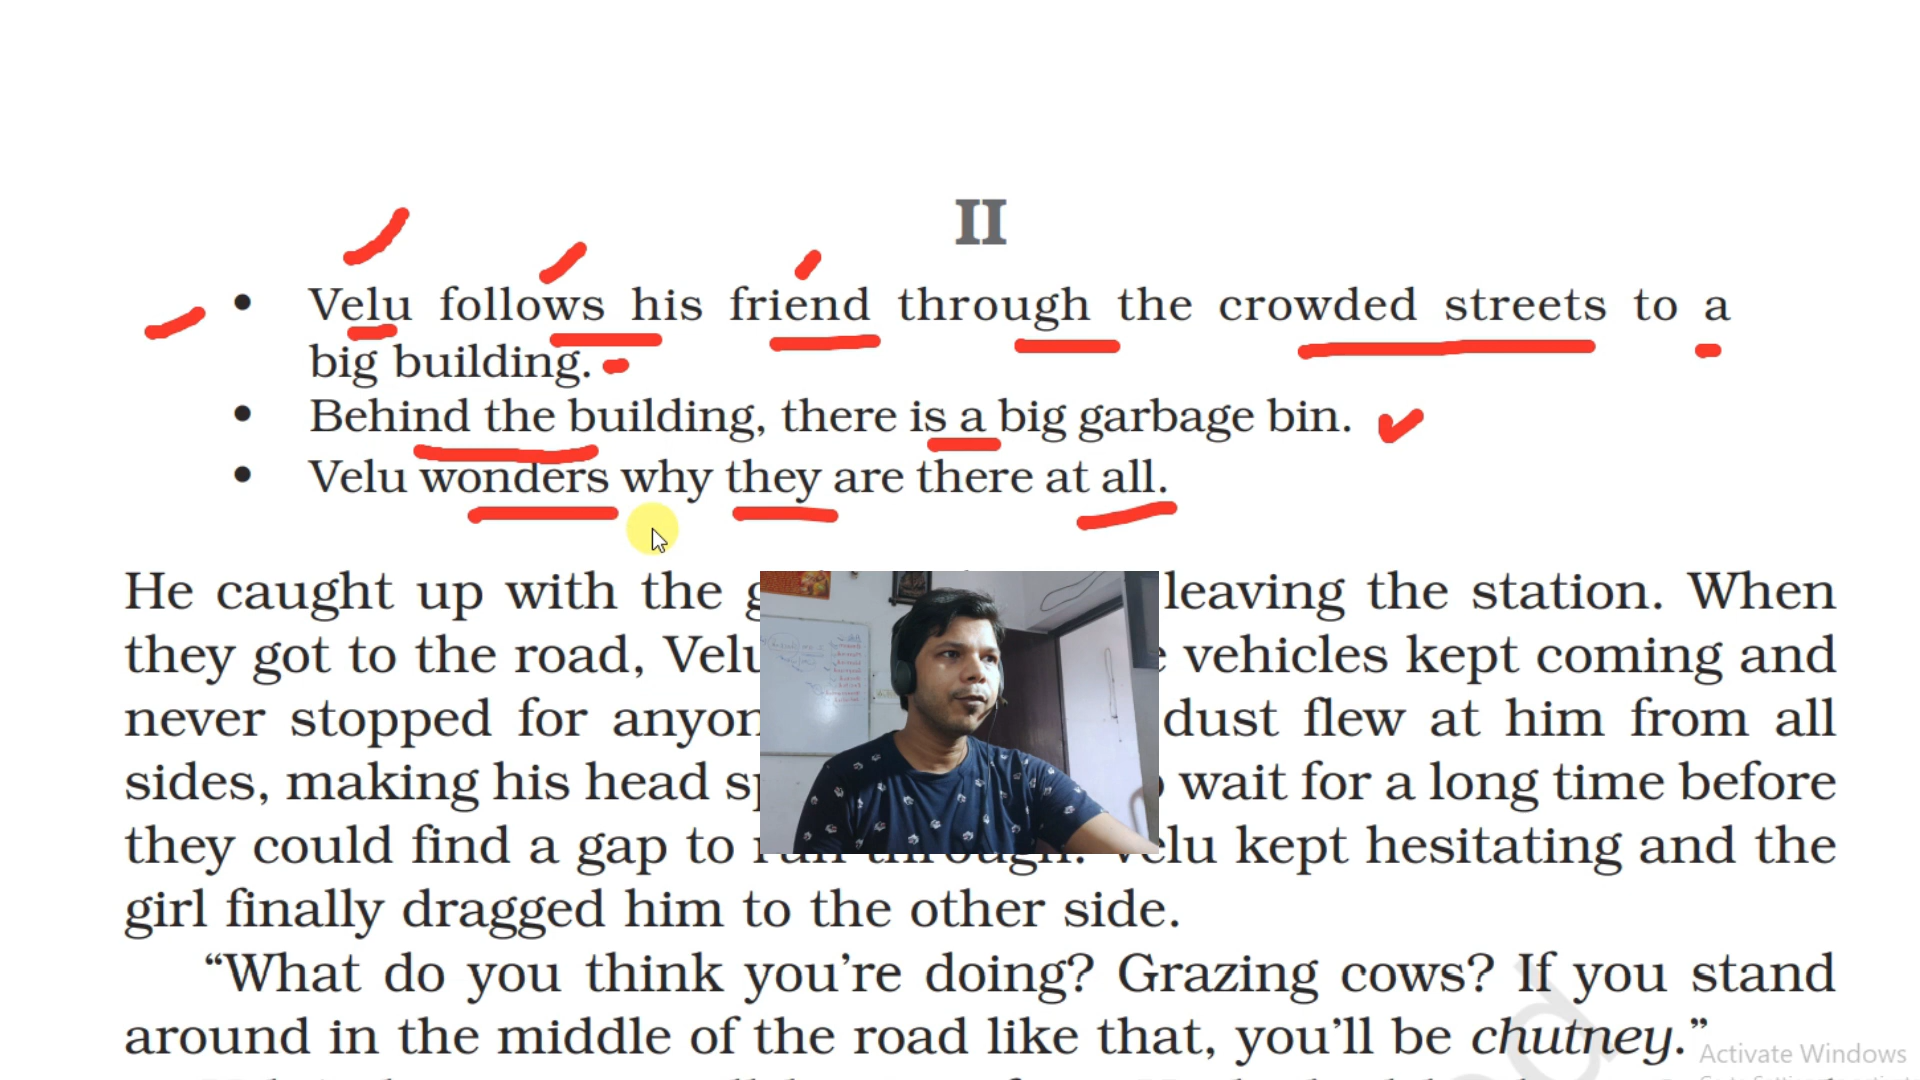 II
• Velu follows his friend through the crowded streets to a
big building.
• Behind the building, there is a big garbage bin.
• Velu wonders why they are there at all.
He caught up with the leaving the station. When
they got to the road, Velu vehicles kept coming and
never stopped for dust flew at him from all
sides, making his head wait for a long time before
they could find a gap to run through. Velu kept hesitating and the
girl finally dragged him to the other side.
“What do you think you’re doing? Grazing cows? If you stand
around in the middle of the road like that, you’ll be chutney.”
Activate Windows